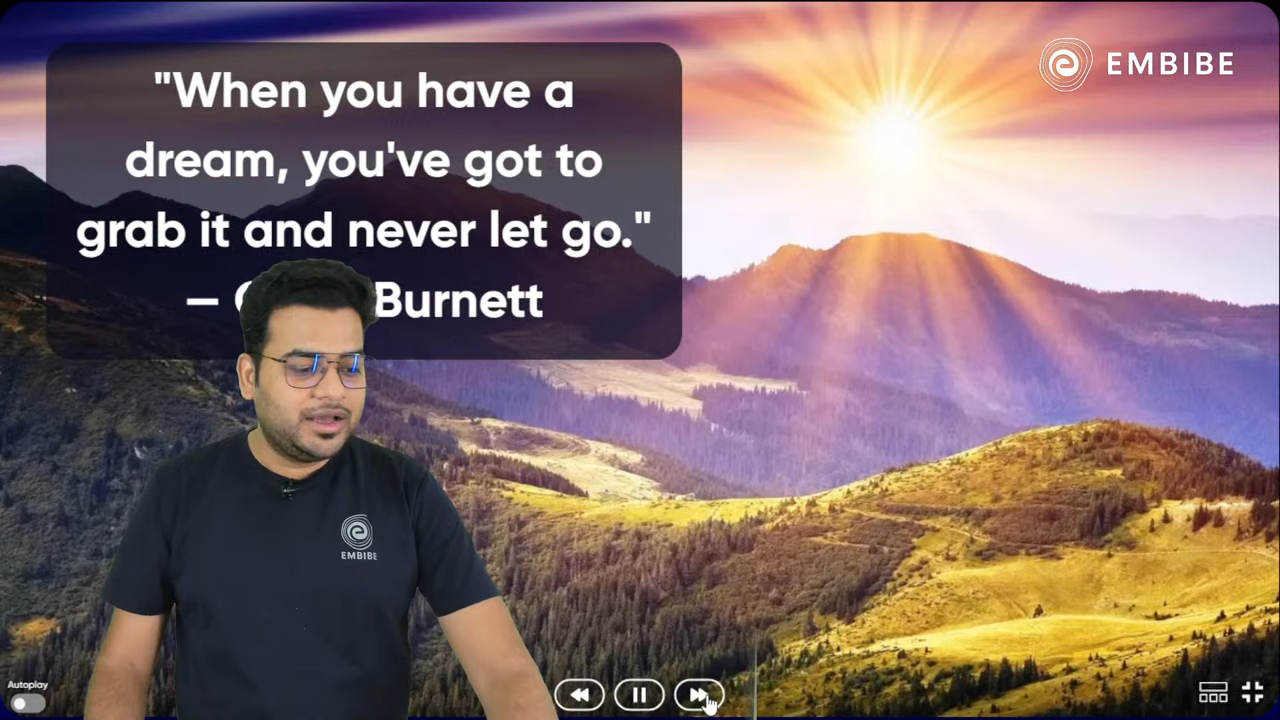 "When you have a
dream, you've got to
grab it and never let go."
– Burnett
EMBIBE
EMBIBE
Autoplay